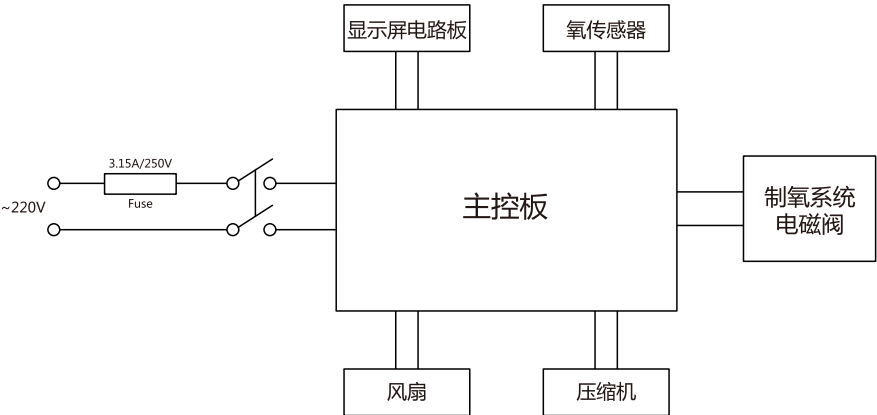 显示屏电路板
氧传感器
3.15A/250V
Fuse
~220V
主控板
制氧系统
电磁阀
风扇
压缩机